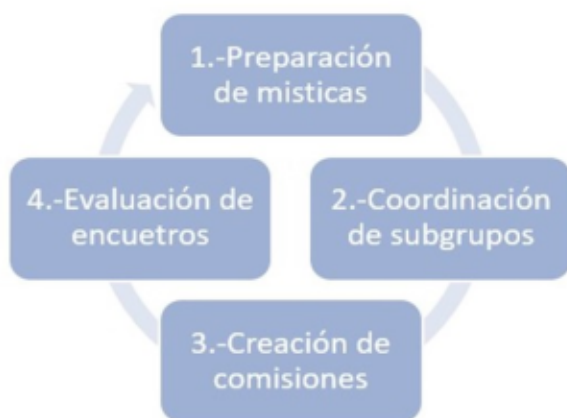 1.-Preparación
de misticas
2.-Coordinación
de subgrupos
3.-Creación de
comisiones
4.-Evaluación de
encuetros